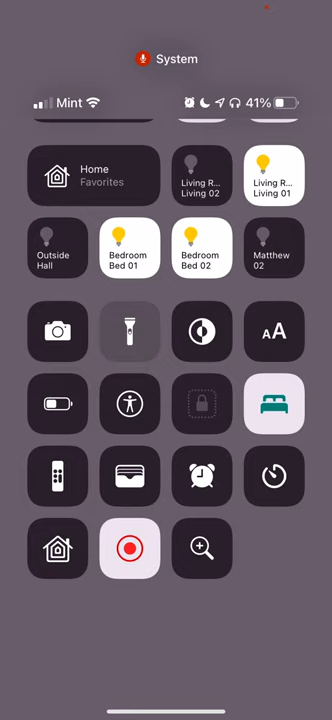 System
Mint
41%
Home
Favorites
Living R...
Living 02
Living R...
Living 01
Outside
Hall
Bedroom
Bed 01
Bedroom
Bed 02
Matthew
02
AA